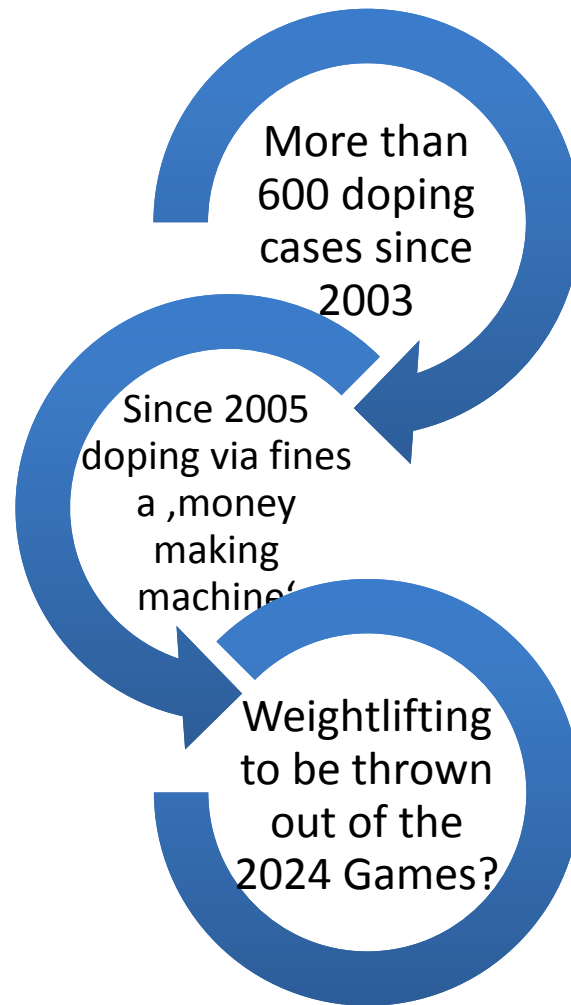 More than
600 doping
cases since
2003
Since 2005
doping via fines
a ‚money
making
machine‘
Weightlifting
to be thrown
out of the
2024 Games?